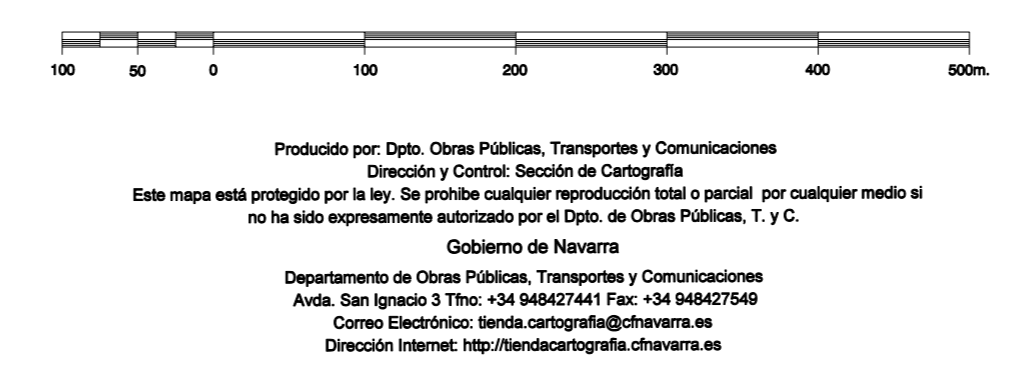 100 50 0 100 200 300 400 500m.
Producido por: Dpto. Obras Públicas, Transportes y Comunicaciones
Dirección y Control: Sección de Cartografía
Este mapa está protegido por la ley. Se prohibe cualquier reproducción total o parcial por cualquier medio si
no ha sido expresamente autorizado por el Dpto. de Obras Públicas, T. y C.
Gobierno de Navarra
Departamento de Obras Públicas, Transportes y Comunicaciones
Avda. San Ignacio 3 Tfno: +34 948427441 Fax: +34 948427549
Correo Electrónico: tienda.cartografia@cfnavarra.es
Dirección Internet: http://tiendacartografia.cfnavarra.es